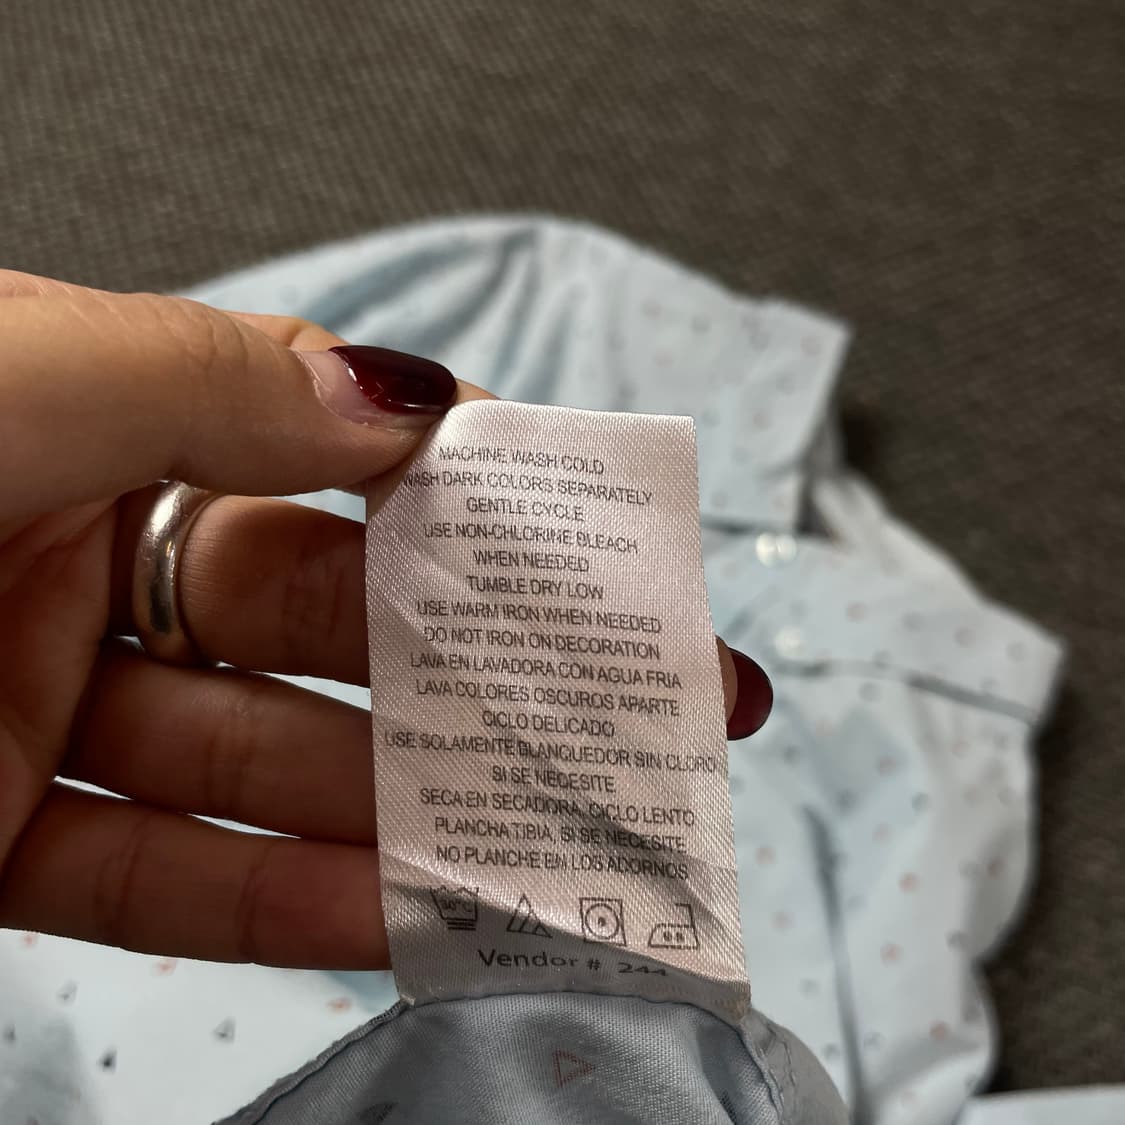 MACHINE WASH COLD
WASH DARK COLORS SEPARATELY
GENTLE CYCLE
USE NON-CHLORINE BLEACH
WHEN NEEDED
TUMBLE DRY LOW
USE WARM IRON WHEN NEEDED
DO NOT IRON ON DECORATION
LAVA EN LAVADORA CON AGUA FRIA
LAVA COLORES OSCUROS APARTE
CICLO DELICADO
USE SOLAMENTE BLANQUEDOR SIN CLORO
SI SE NECESITE
SECA EN SECADORA, CICLO LENTO
PLANCHA TIBIA, SI SE NECESITE
NO PLANCHE EN LOS ADORNOS
30°C
Vendor # 244